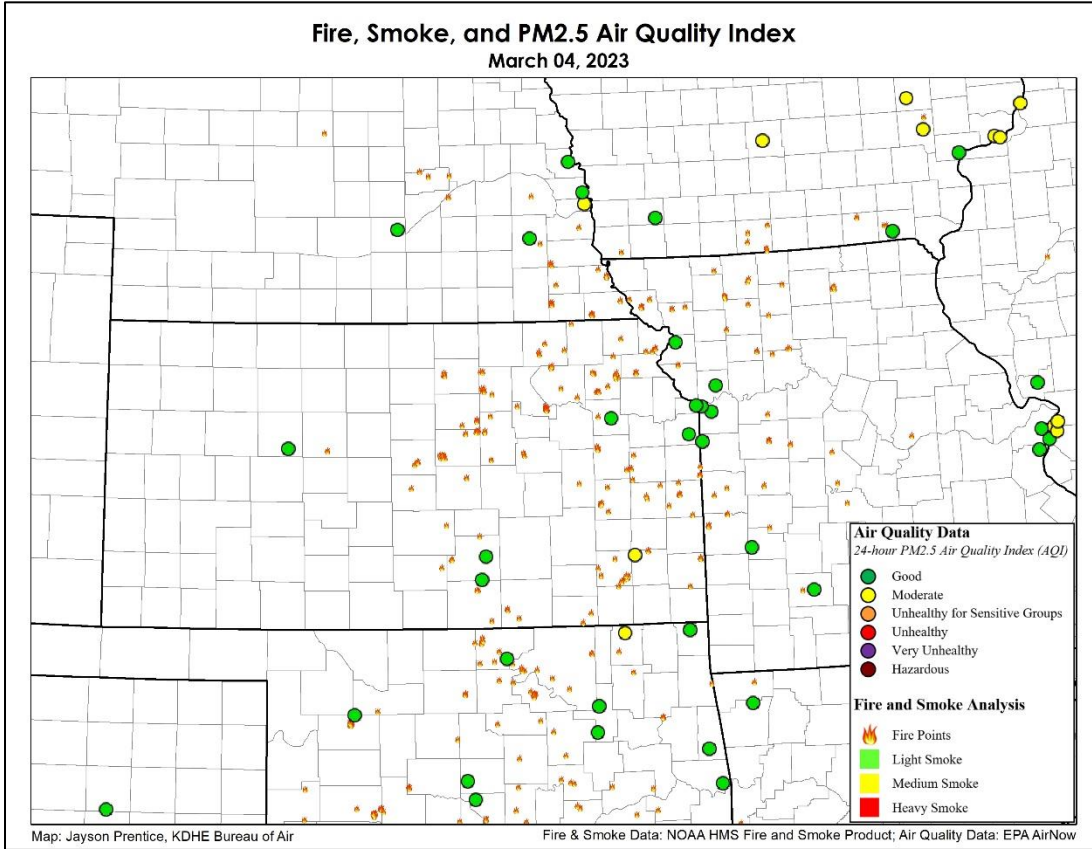 Fire, Smoke, and PM2.5 Air Quality Index
March 04, 2023
Air Quality Data
24-hour PM2.5 Air Quality Index (AQI)
Good
Moderate
Unhealthy for Sensitive Groups
Unhealthy
Very Unhealthy
Hazardous
Fire and Smoke Analysis
Fire Points
Light Smoke
Medium Smoke
Heavy Smoke
Map: Jayson Prentice, KDHE Bureau of Air
Fire & Smoke Data: NOAA HMS Fire and Smoke Product; Air Quality Data: EPA AirNow